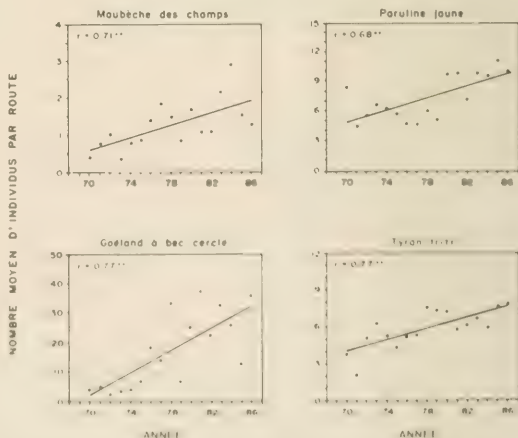 Maubèche des champs
r = 0.71**
4
3
2
1
0
70 74 78 82 86
Paruline jaune
r = 0.68**
15
12
9
6
3
0
70 74 78 82 86
NOMBRE MOYEN D'INDIVIDUS PAR ROUTE
Goéland à bec cerclé
r = 0.77**
50
40
30
20
10
70 74 78 82 86
ANNÉE
Tyran tritri
12
9
6
3
0
70 74 78 82 86
ANNÉE